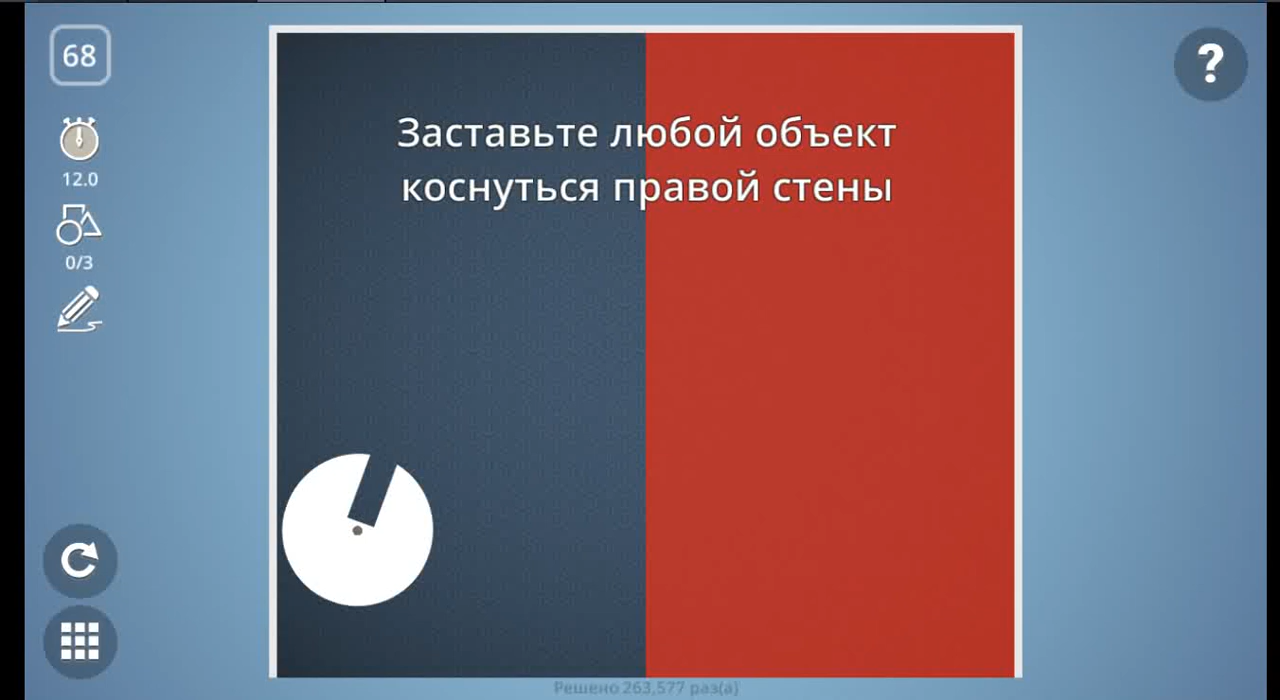 68
?
Заставьте любой объект
коснуться правой стены
12.0
0/3
Решено 263,577 раз(а)